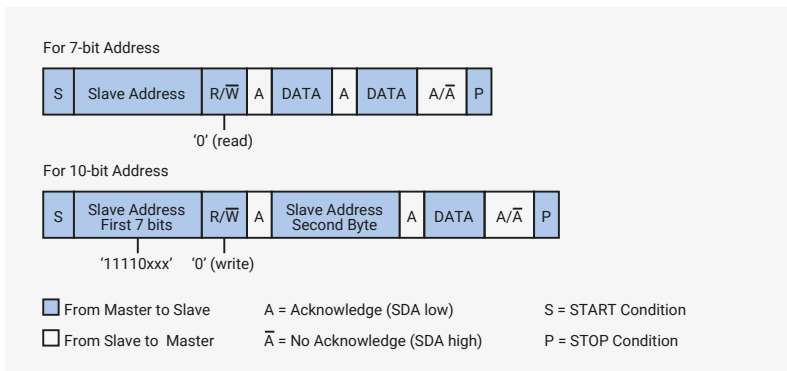 For 7-bit Address
S Slave Address R/W̅ A DATA A DATA A/A̅ P
‘0’ (read)
For 10-bit Address
S Slave Address First 7 bits R/W̅ A Slave Address Second Byte A DATA A/A̅ P
‘11110xxx’ ‘0’ (write)
From Master to Slave A = Acknowledge (SDA low) S = START Condition
From Slave to Master A̅ = No Acknowledge (SDA high) P = STOP Condition